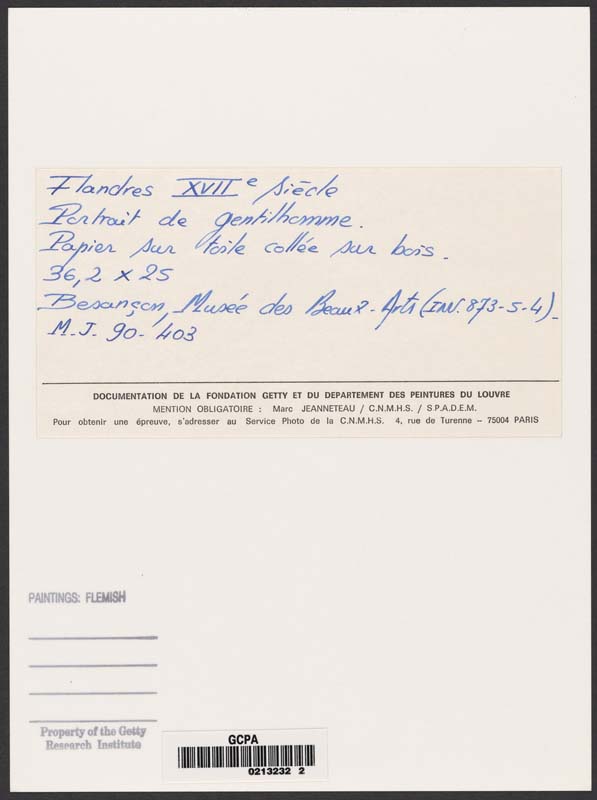 Flandres XVIIe siècle
Portrait de gentilhomme.
Papier sur toile collée sur bois.
36,2 x 25
Besançon, Musée des Beaux-Arts (INV. 873-5-4).
M.J. 90-403
DOCUMENTATION DE LA FONDATION GETTY ET DU DEPARTEMENT DES PEINTURES DU LOUVRE
MENTION OBLIGATOIRE : Marc JEANNETEAU / C.N.M.H.S. / S.P.A.D.E.M.
Pour obtenir une épreuve, s'adresser au Service Photo de la C.N.M.H.S. 4, rue de Turenne – 75004 PARIS
PAINTINGS: FLEMISH
Property of the Getty
Research Institute
GCPA
0213232 2